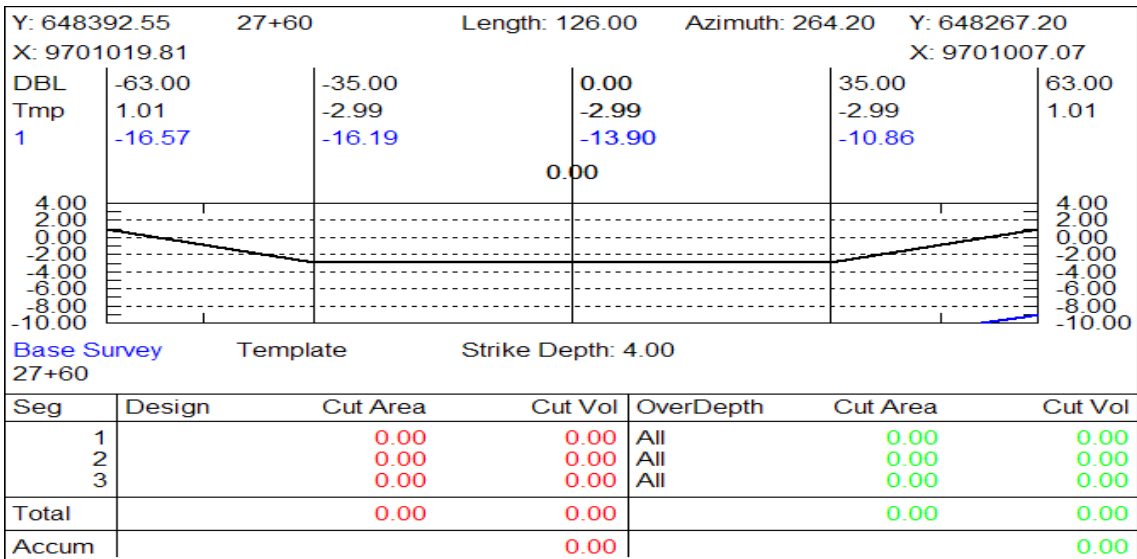 Y: 648392.55 27+60 Length: 126.00 Azimuth: 264.20 Y: 648267.20
X: 9701019.81 X: 9701007.07
DBL -63.00 -35.00 0.00 35.00 63.00
Tmp 1.01 -2.99 -2.99 -2.99 1.01
1 -16.57 -16.19 -13.90 -10.86
0.00
4.00 4.00
2.00 2.00
0.00 0.00
-2.00 -2.00
-4.00 -4.00
-6.00 -6.00
-8.00 -8.00
-10.00 -10.00
Base Survey Template Strike Depth: 4.00
27+60
Seg Design Cut Area Cut Vol OverDepth Cut Area Cut Vol
1 0.00 0.00 All 0.00 0.00
2 0.00 0.00 All 0.00 0.00
3 0.00 0.00 All 0.00 0.00
Total 0.00 0.00 0.00 0.00
Accum 0.00 0.00